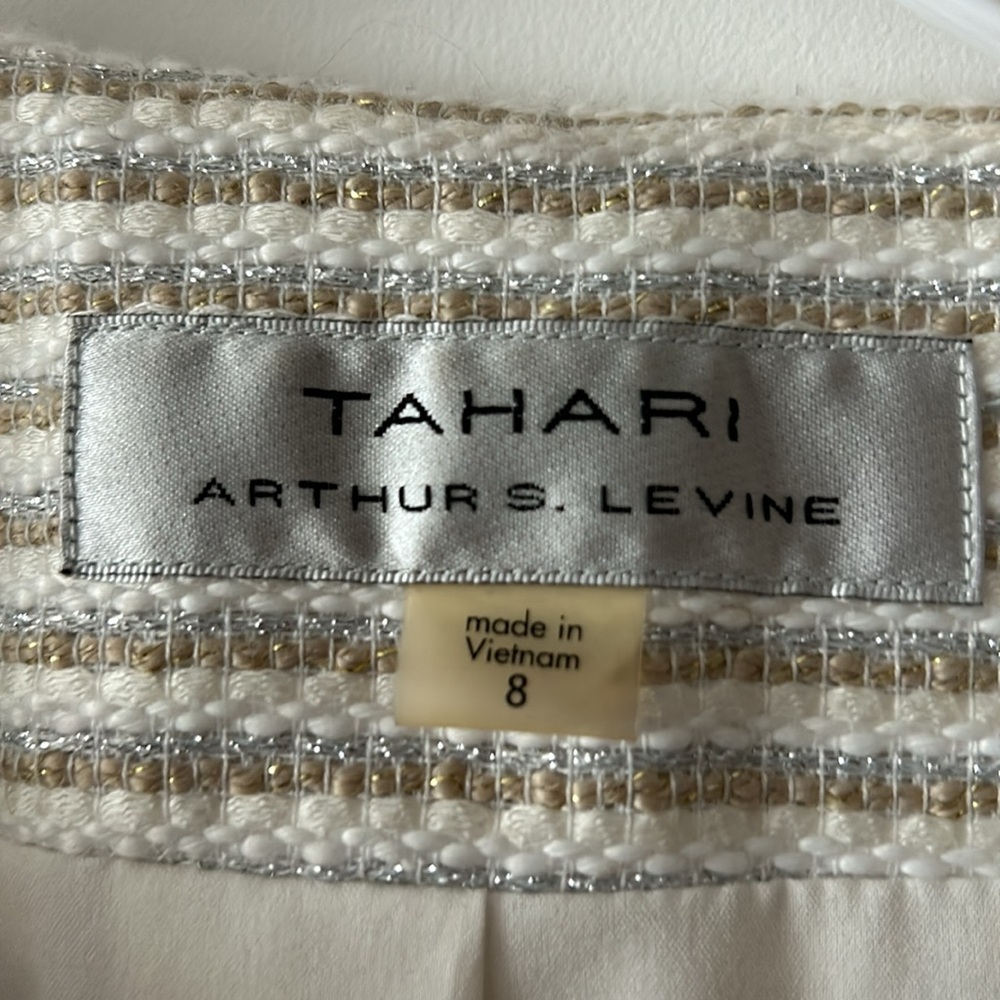 TAHARI
ARTHUR S. LEVINE
made in
Vietnam
8